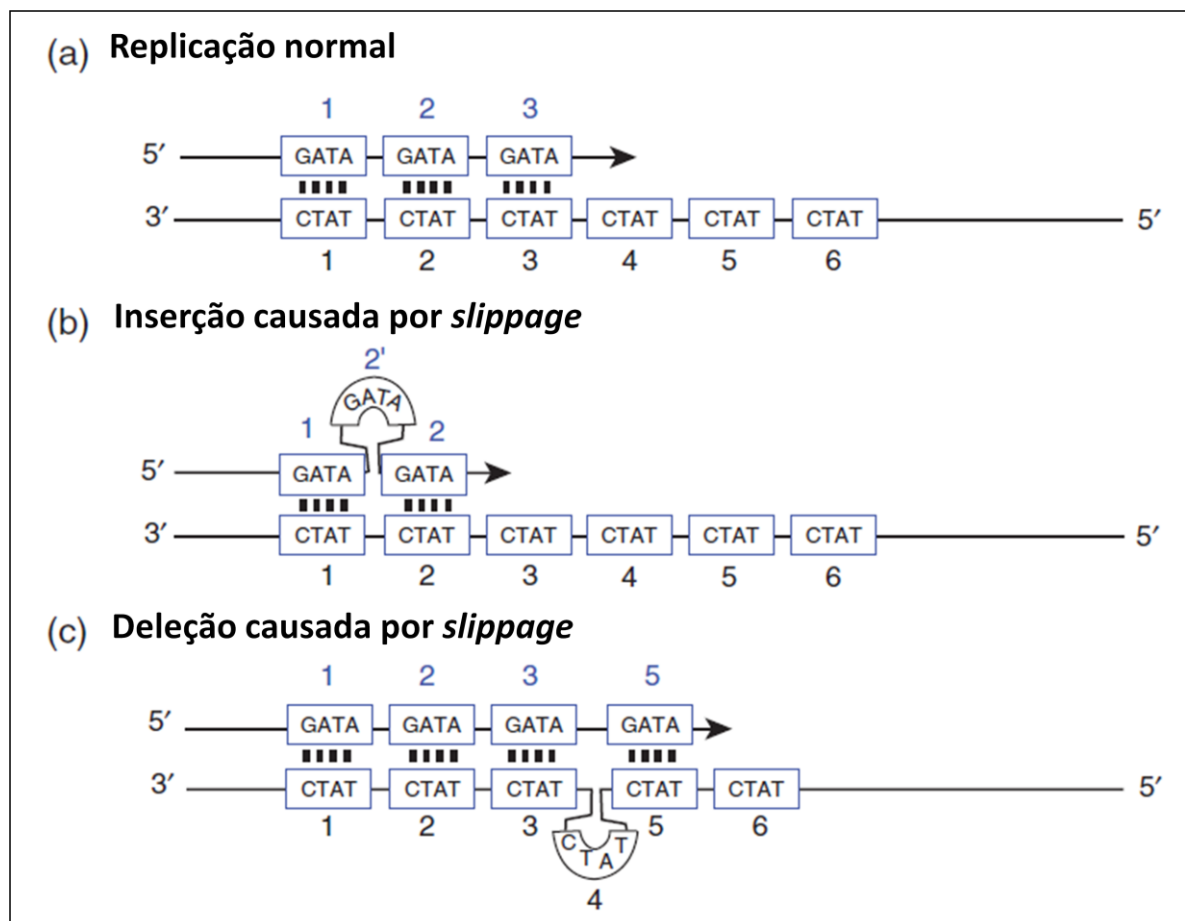 (a) Replicação normal
1 2 3
5′ GATA GATA GATA
3′ CTAT CTAT CTAT CTAT CTAT CTAT 5′
1 2 3 4 5 6
(b) Inserção causada por slippage
2'
GATA
1 2
5′ GATA GATA
3′ CTAT CTAT CTAT CTAT CTAT CTAT 5′
1 2 3 4 5 6
(c) Deleção causada por slippage
1 2 3 5
5′ GATA GATA GATA GATA
3′ CTAT CTAT CTAT CTAT CTAT 5′
1 2 3 5 6
CTAT
4